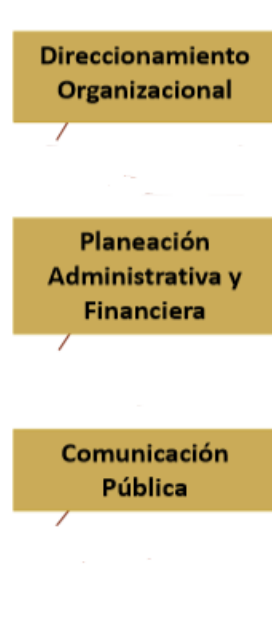 Direccionamiento
Organizacional
Planeación
Administrativa y
Financiera
Comunicación
Pública